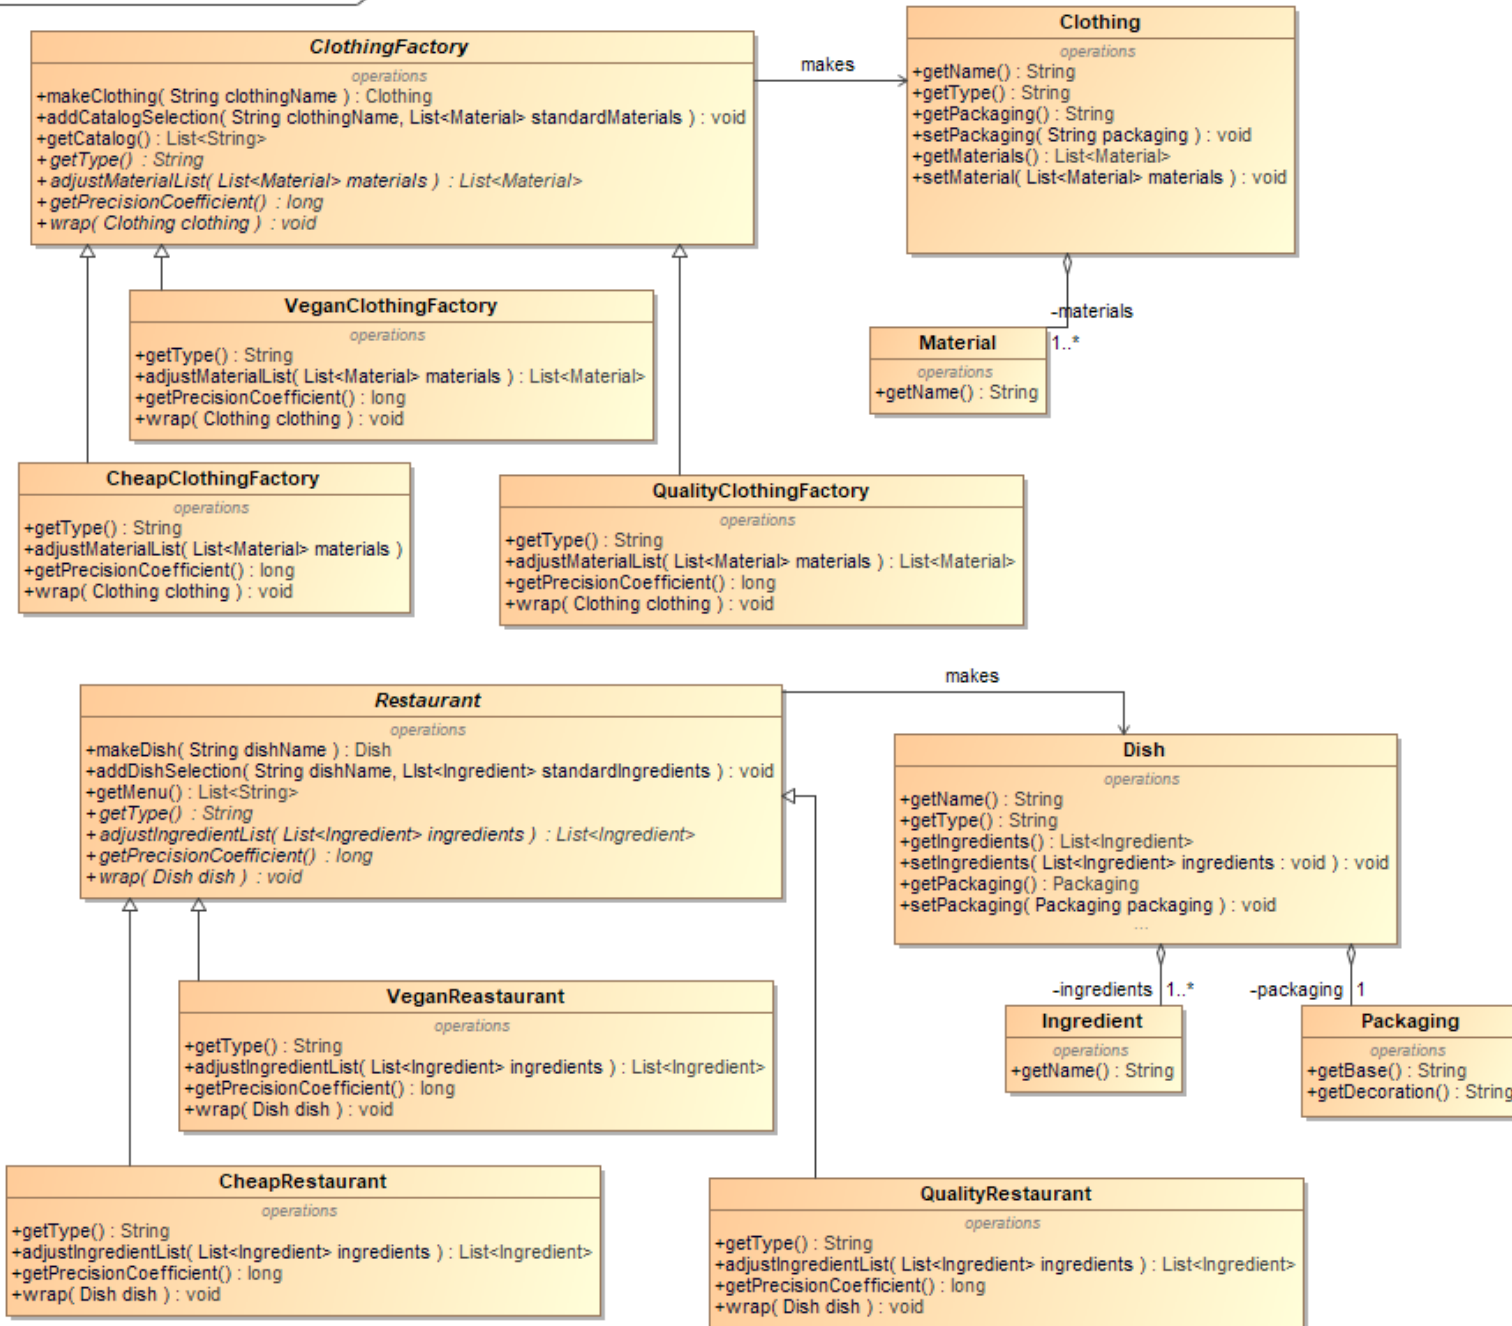 ClothingFactory
operations
+makeClothing( String clothingName ) : Clothing
+addCatalogSelection( String clothingName, List<Material> standardMaterials ) : void
+getCatalog() : List<String>
+getType() : String
+adjustMaterialList( List<Material> materials ) : List<Material>
+getPrecisionCoefficient() : long
+wrap( Clothing clothing ) : void
makes
Clothing
operations
+getName() : String
+getType() : String
+getPackaging() : String
+setPackaging( String packaging ) : void
+getMaterials() : List<Material>
+setMaterial( List<Material> materials ) : void
-materials
1..*
Material
operations
+getName() : String
VeganClothingFactory
operations
+getType() : String
+adjustMaterialList( List<Material> materials ) : List<Material>
+getPrecisionCoefficient() : long
+wrap( Clothing clothing ) : void
CheapClothingFactory
operations
+getType() : String
+adjustMaterialList( List<Material> materials )
+getPrecisionCoefficient() : long
+wrap( Clothing clothing ) : void
QualityClothingFactory
operations
+getType() : String
+adjustMaterialList( List<Material> materials ) : List<Material>
+getPrecisionCoefficient() : long
+wrap( Clothing clothing ) : void
Restaurant
operations
+makeDish( String dishName ) : Dish
+addDishSelection( String dishName, LIst<Ingredient> standardIngredients ) : void
+getMenu() : List<String>
+getType() : String
+adjustIngredientList( List<Ingredient> ingredients ) : List<Ingredient>
+getPrecisionCoefficient() : long
+wrap( Dish dish ) : void
makes
Dish
operations
+getName() : String
+getType() : String
+getIngredients() : List<Ingredient>
+setIngredients( List<Ingredient> ingredients : void ) : void
+getPackaging() : Packaging
+setPackaging( Packaging packaging ) : void
...
-ingredients 1..*
-packaging 1
Ingredient
operations
+getName() : String
Packaging
operations
+getBase() : String
+getDecoration() : String
VeganReastaurant
operations
+getType() : String
+adjustIngredientList( List<Ingredient> ingredients ) : List<Ingredient>
+getPrecisionCoefficient() : long
+wrap( Dish dish ) : void
CheapRestaurant
operations
+getType() : String
+adjustIngredientList( List<Ingredient> ingredients ) : List<Ingredient>
+getPrecisionCoefficient() : long
+wrap( Dish dish ) : void
QualityRestaurant
operations
+getType() : String
+adjustIngredientList( List<Ingredient> ingredients ) : List<Ingredient>
+getPrecisionCoefficient() : long
+wrap( Dish dish ) : void